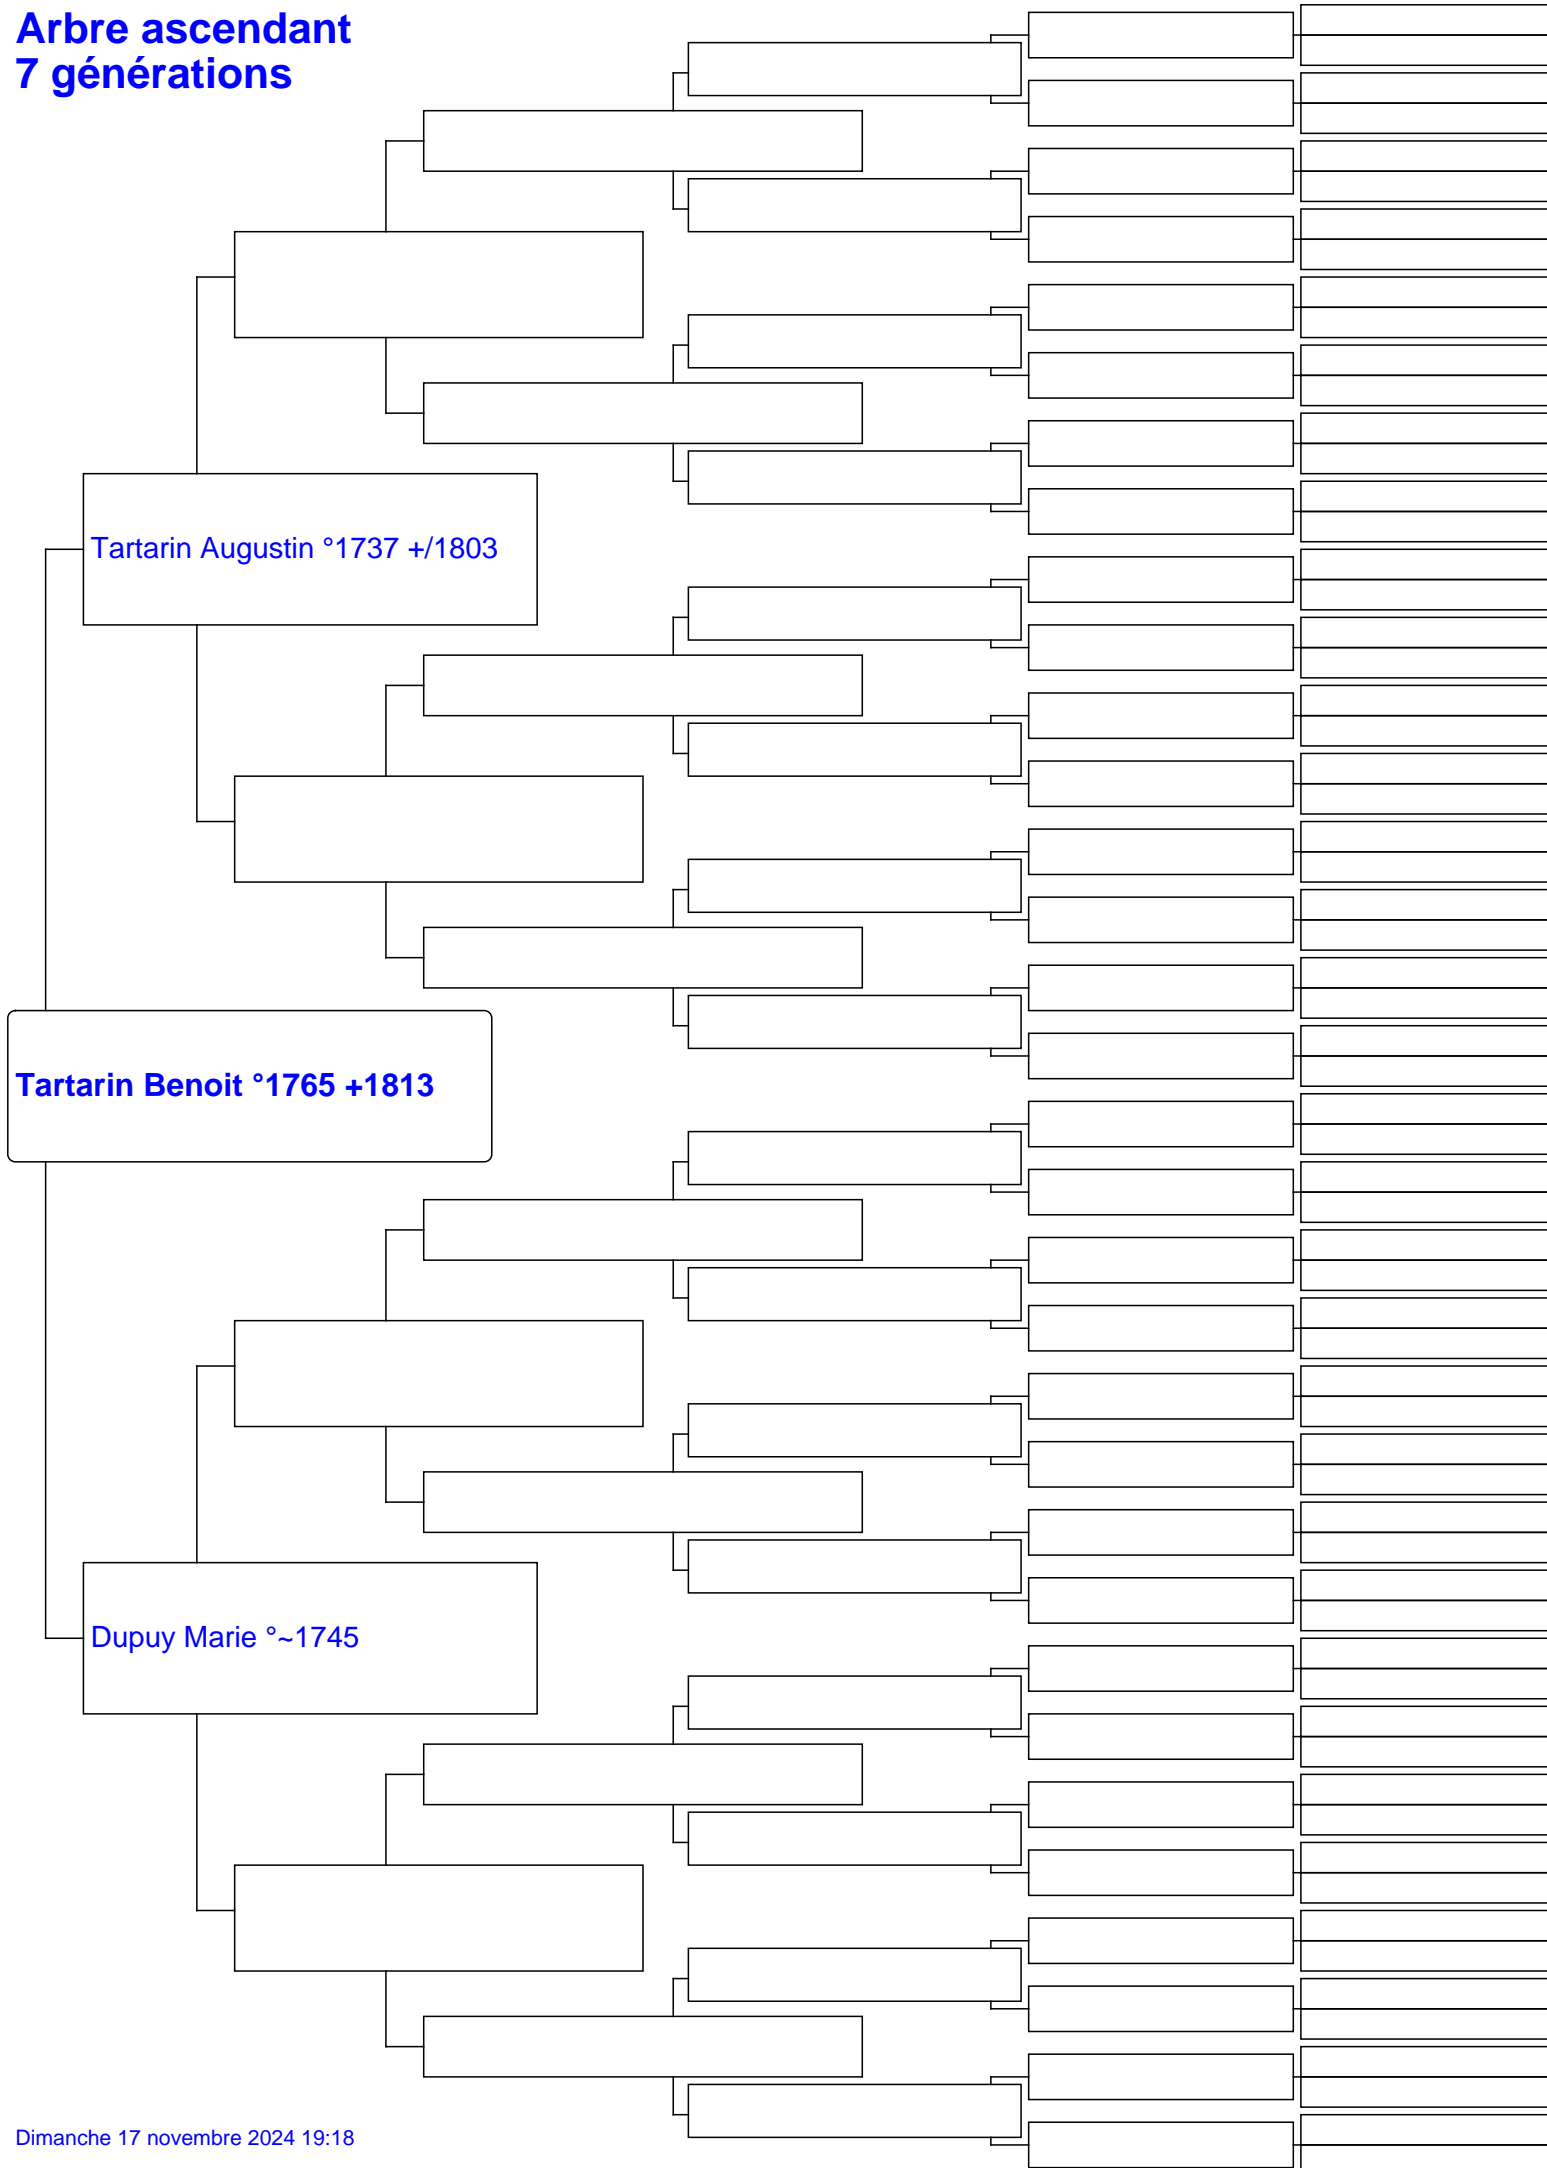 Arbre ascendant
7 générations
Tartarin Augustin °1737 +/1803
Tartarin Benoit °1765 +1813
Dupuy Marie °~1745
Dimanche 17 novembre 2024 19:18